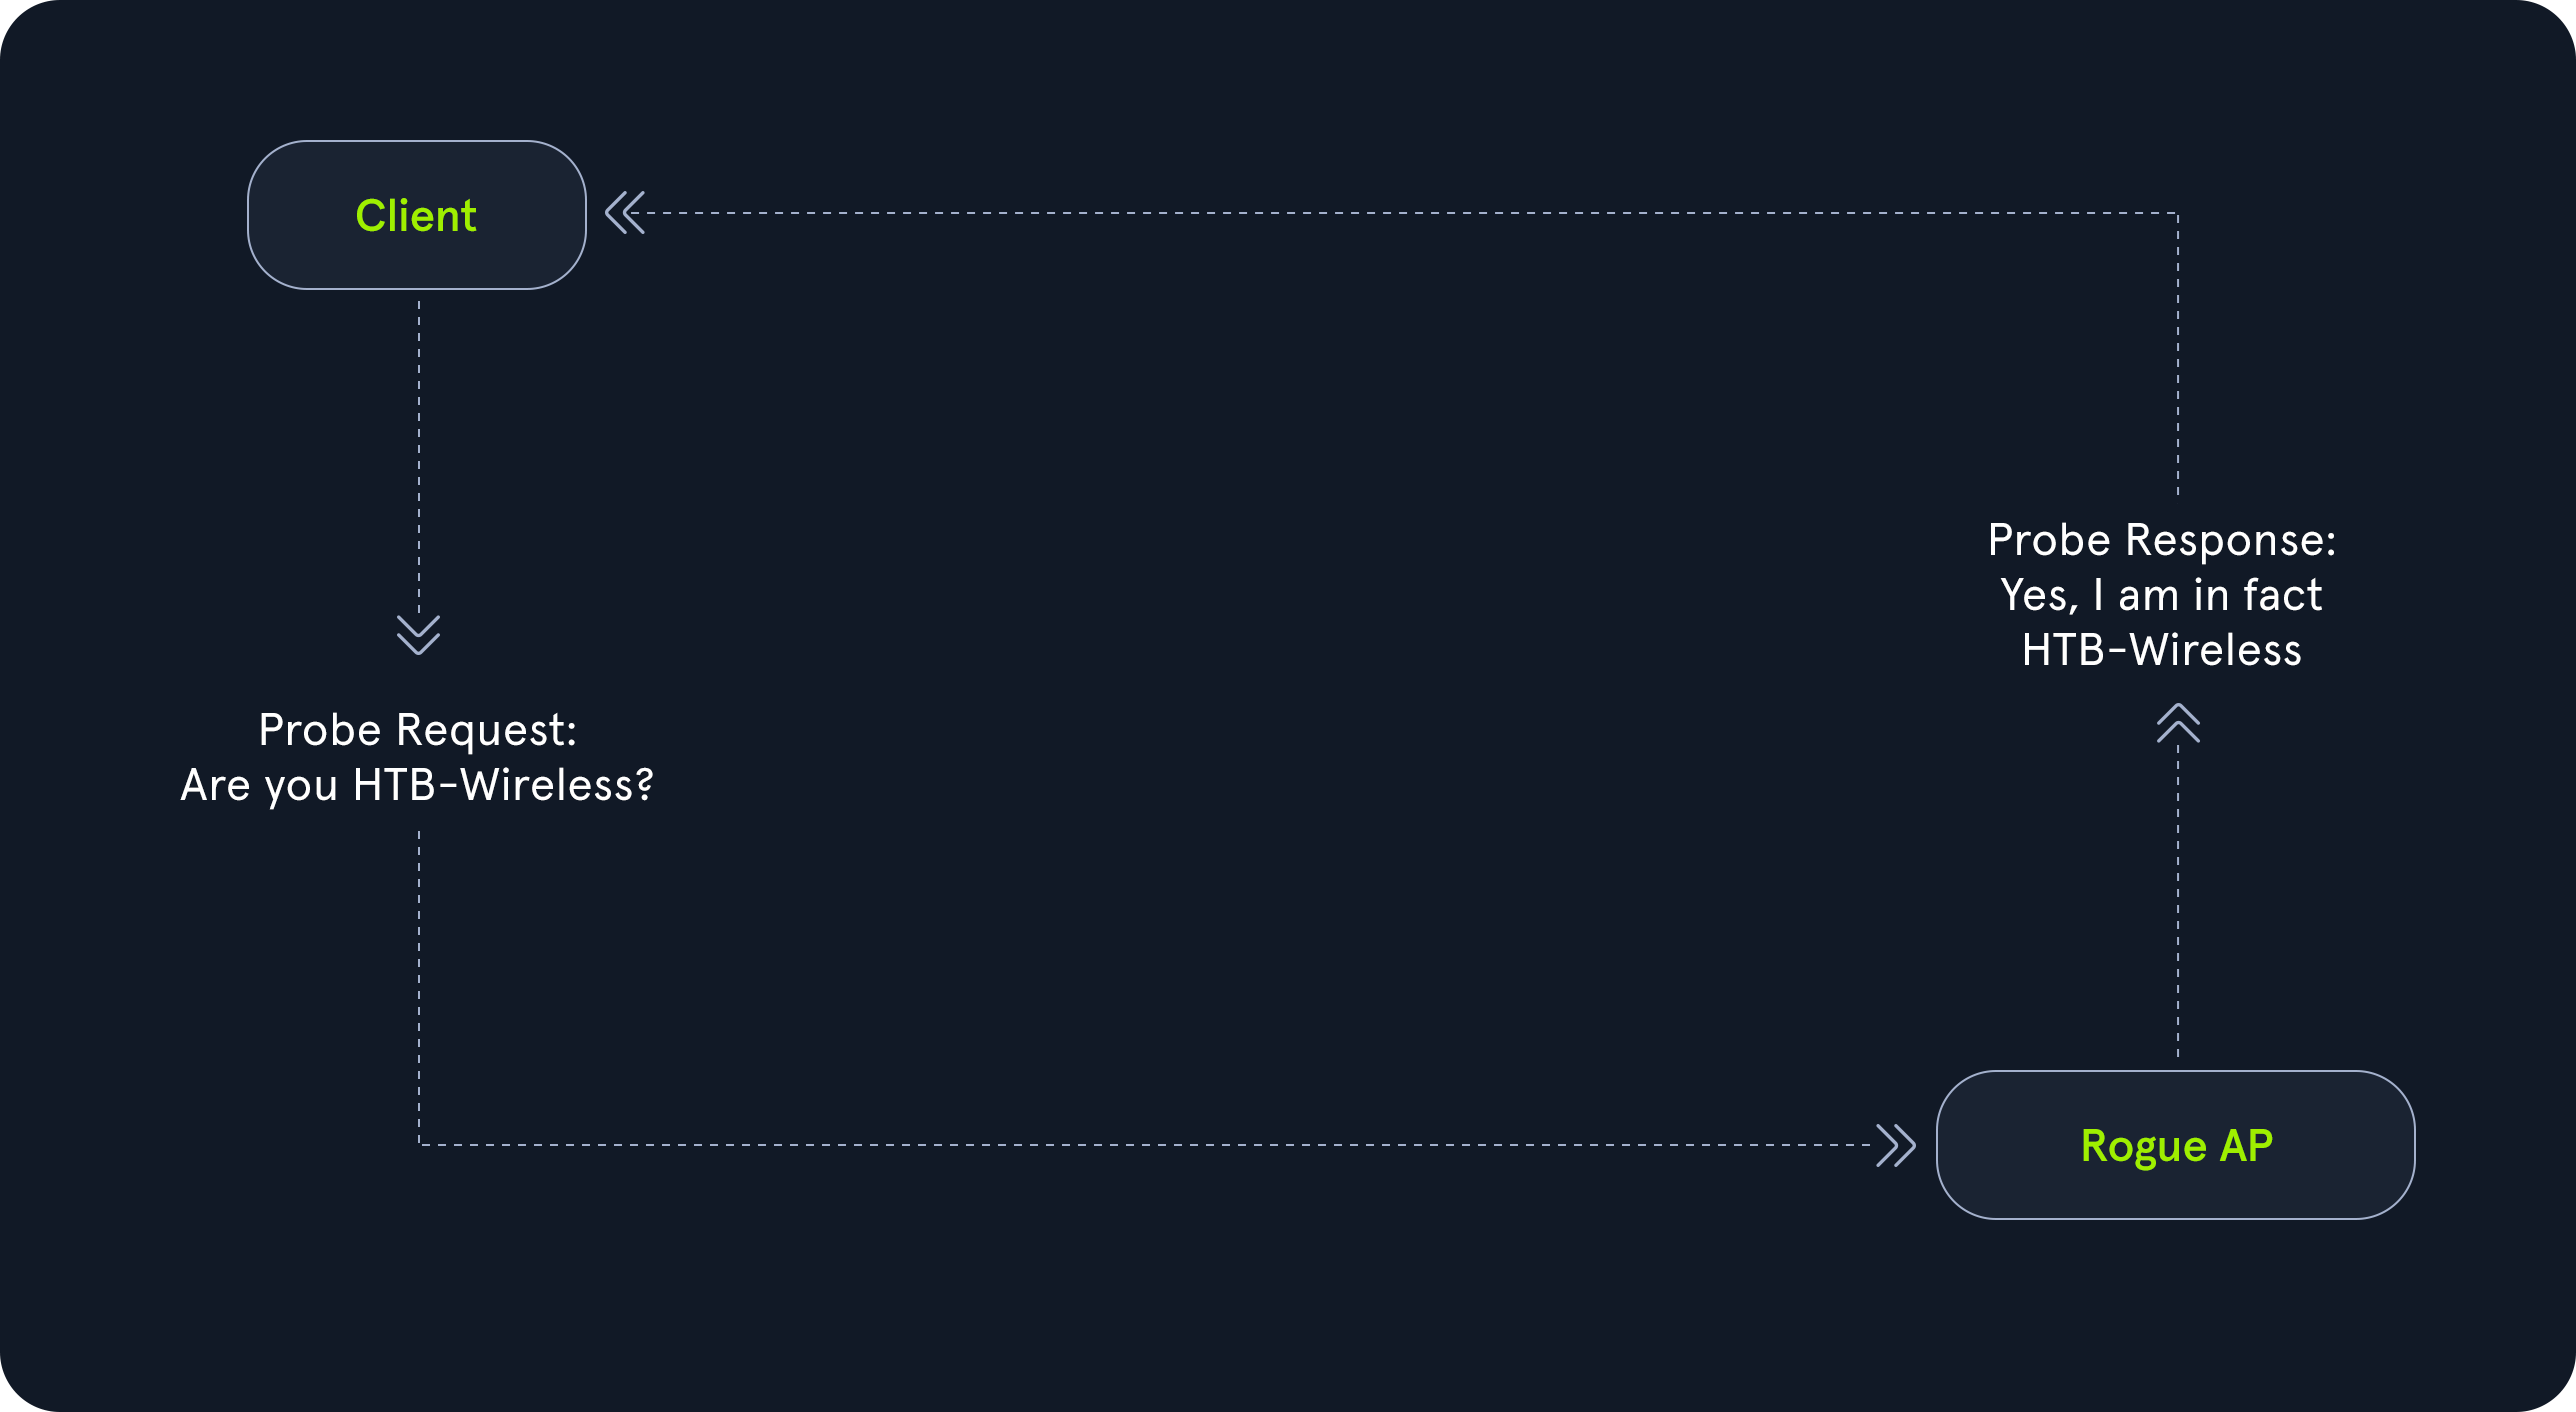 Client
Probe Request:
Are you HTB-Wireless?
Probe Response:
Yes, I am in fact
HTB-Wireless
Rogue AP